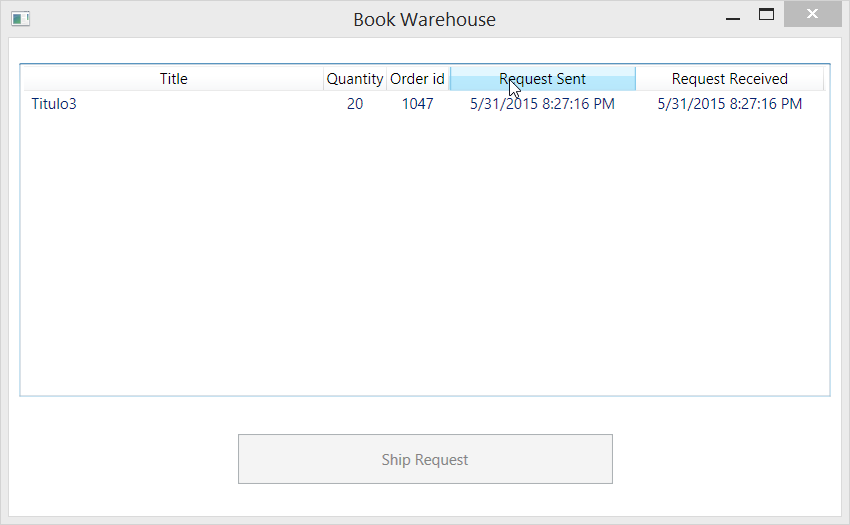 Book Warehouse
Title Quantity Order id Request Sent Request Received
Titulo3 20 1047 5/31/2015 8:27:16 PM 5/31/2015 8:27:16 PM
Ship Request